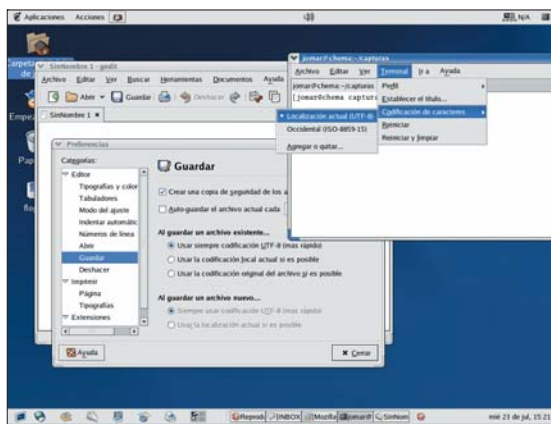 Aplicaciones Acciones
N/A
SinNombre 1 - gedit
Archivo Editar Ver Buscar Herramientas Documentos Ayuda
Abrir Guardar Deshacer
SinNombre 1
jomar@chema:~/capturas
Archivo Editar Ver Terminal Ir a Ayuda
jomar@chema:~/capturas
[jomar@chema capturas
Perfil
Establecer el título...
Codificación de caracteres
Reiniciar
Reiniciar y limpiar
Localización actual (UTF-8)
Occidental (ISO-8859-15)
Agregar o quitar...
Preferencias
Categorías:
Editor
Tipografías y color
Tabuladores
Modo del ajuste
Indentar automátic
Números de línea
Abrir
Guardar
Deshacer
Imprimir
Página
Tipografías
Extensiones
Guardar
Crear una copia de seguridad de los a
Auto-guardar el archivo actual cada
Al guardar un archivo existente...
Usar siempre codificación UTF-8 (mas rápido)
Usar la codificación local actual si es posible
Usar la codificación original del archivo si es posible
Al guardar un archivo nuevo...
Siempre usar codificación UTF-8 (mas rápido)
Usar la localización actual si es posible
Ayuda
Cerrar
Carpeta
de
Empez
Pap
INBOX
Mozilla
jomar@
SinNom
mié 23 de jul, 15:21